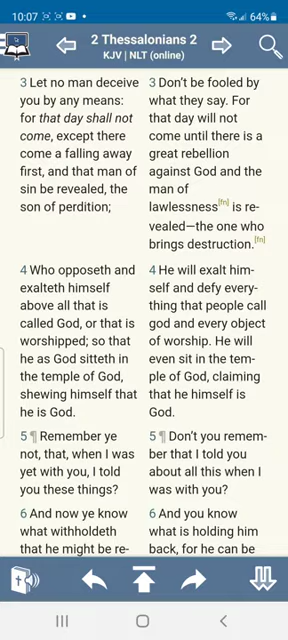 10:07
64%
2 Thessalonians 2
KJV | NLT (online)
3 Let no man deceive
you by any means:
for that day shall not
come, except there
come a falling away
first, and that man of
sin be revealed, the
son of perdition;
4 Who opposeth and
exalteth himself
above all that is
called God, or that is
worshipped; so that
he as God sitteth in
the temple of God,
shewing himself that
he is God.
5 ¶ Remember ye
not, that, when I was
yet with you, I told
you these things?
6 And now ye know
what withholdeth
that he might be re-
3 Don't be fooled by
what they say. For
that day will not
come until there is a
great rebellion
against God and the
man of
lawlessness[fn] is re-
vealed—the one who
brings destruction.[fn]
4 He will exalt him-
self and defy every-
thing that people call
god and every object
of worship. He will
even sit in the tem-
ple of God, claiming
that he himself is
God.
5 ¶ Don't you remem-
ber that I told you
about all this when I
was with you?
6 And you know
what is holding him
back, for he can be